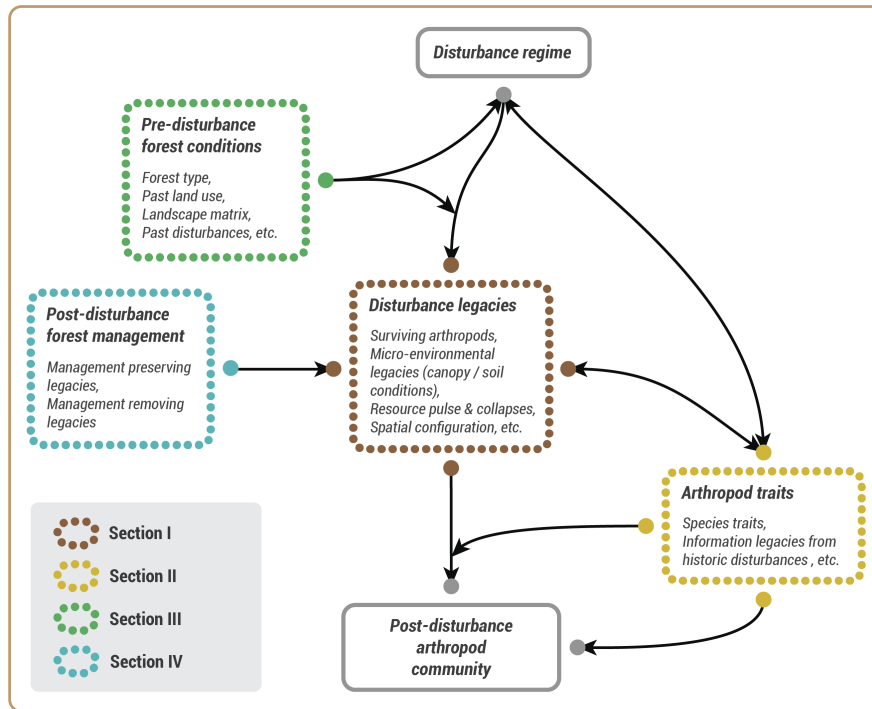 Disturbance regime
Pre-disturbance
forest conditions
Forest type,
Past land use,
Landscape matrix,
Past disturbances, etc.
Post-disturbance
forest management
Management preserving
legacies,
Management removing
legacies
Disturbance legacies
Surviving arthropods,
Micro-environmental
legacies (canopy / soil
conditions),
Resource pulse & collapses,
Spatial configuration, etc.
Arthropod traits
Species traits,
Information legacies from
historic disturbances , etc.
Section I
Section II
Section III
Section IV
Post-disturbance
arthropod
community